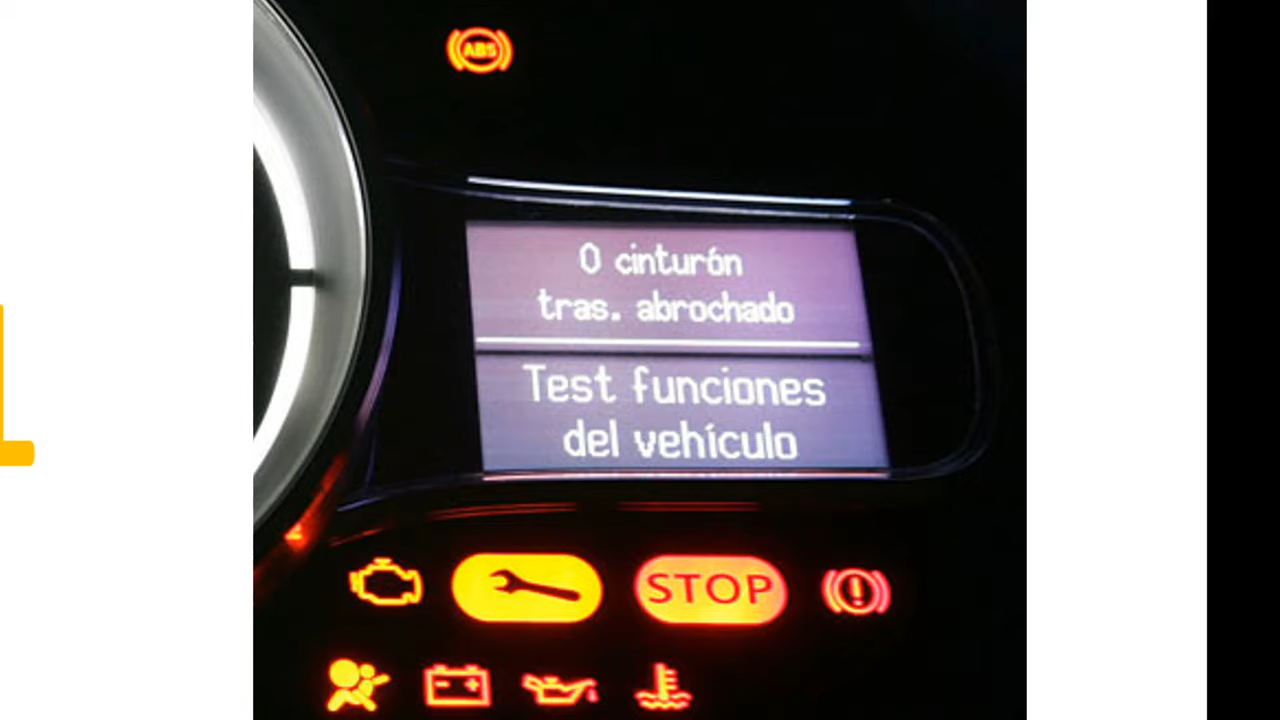 ABS
0 cinturón
tras. abrochado
Test funciones
del vehículo
STOP